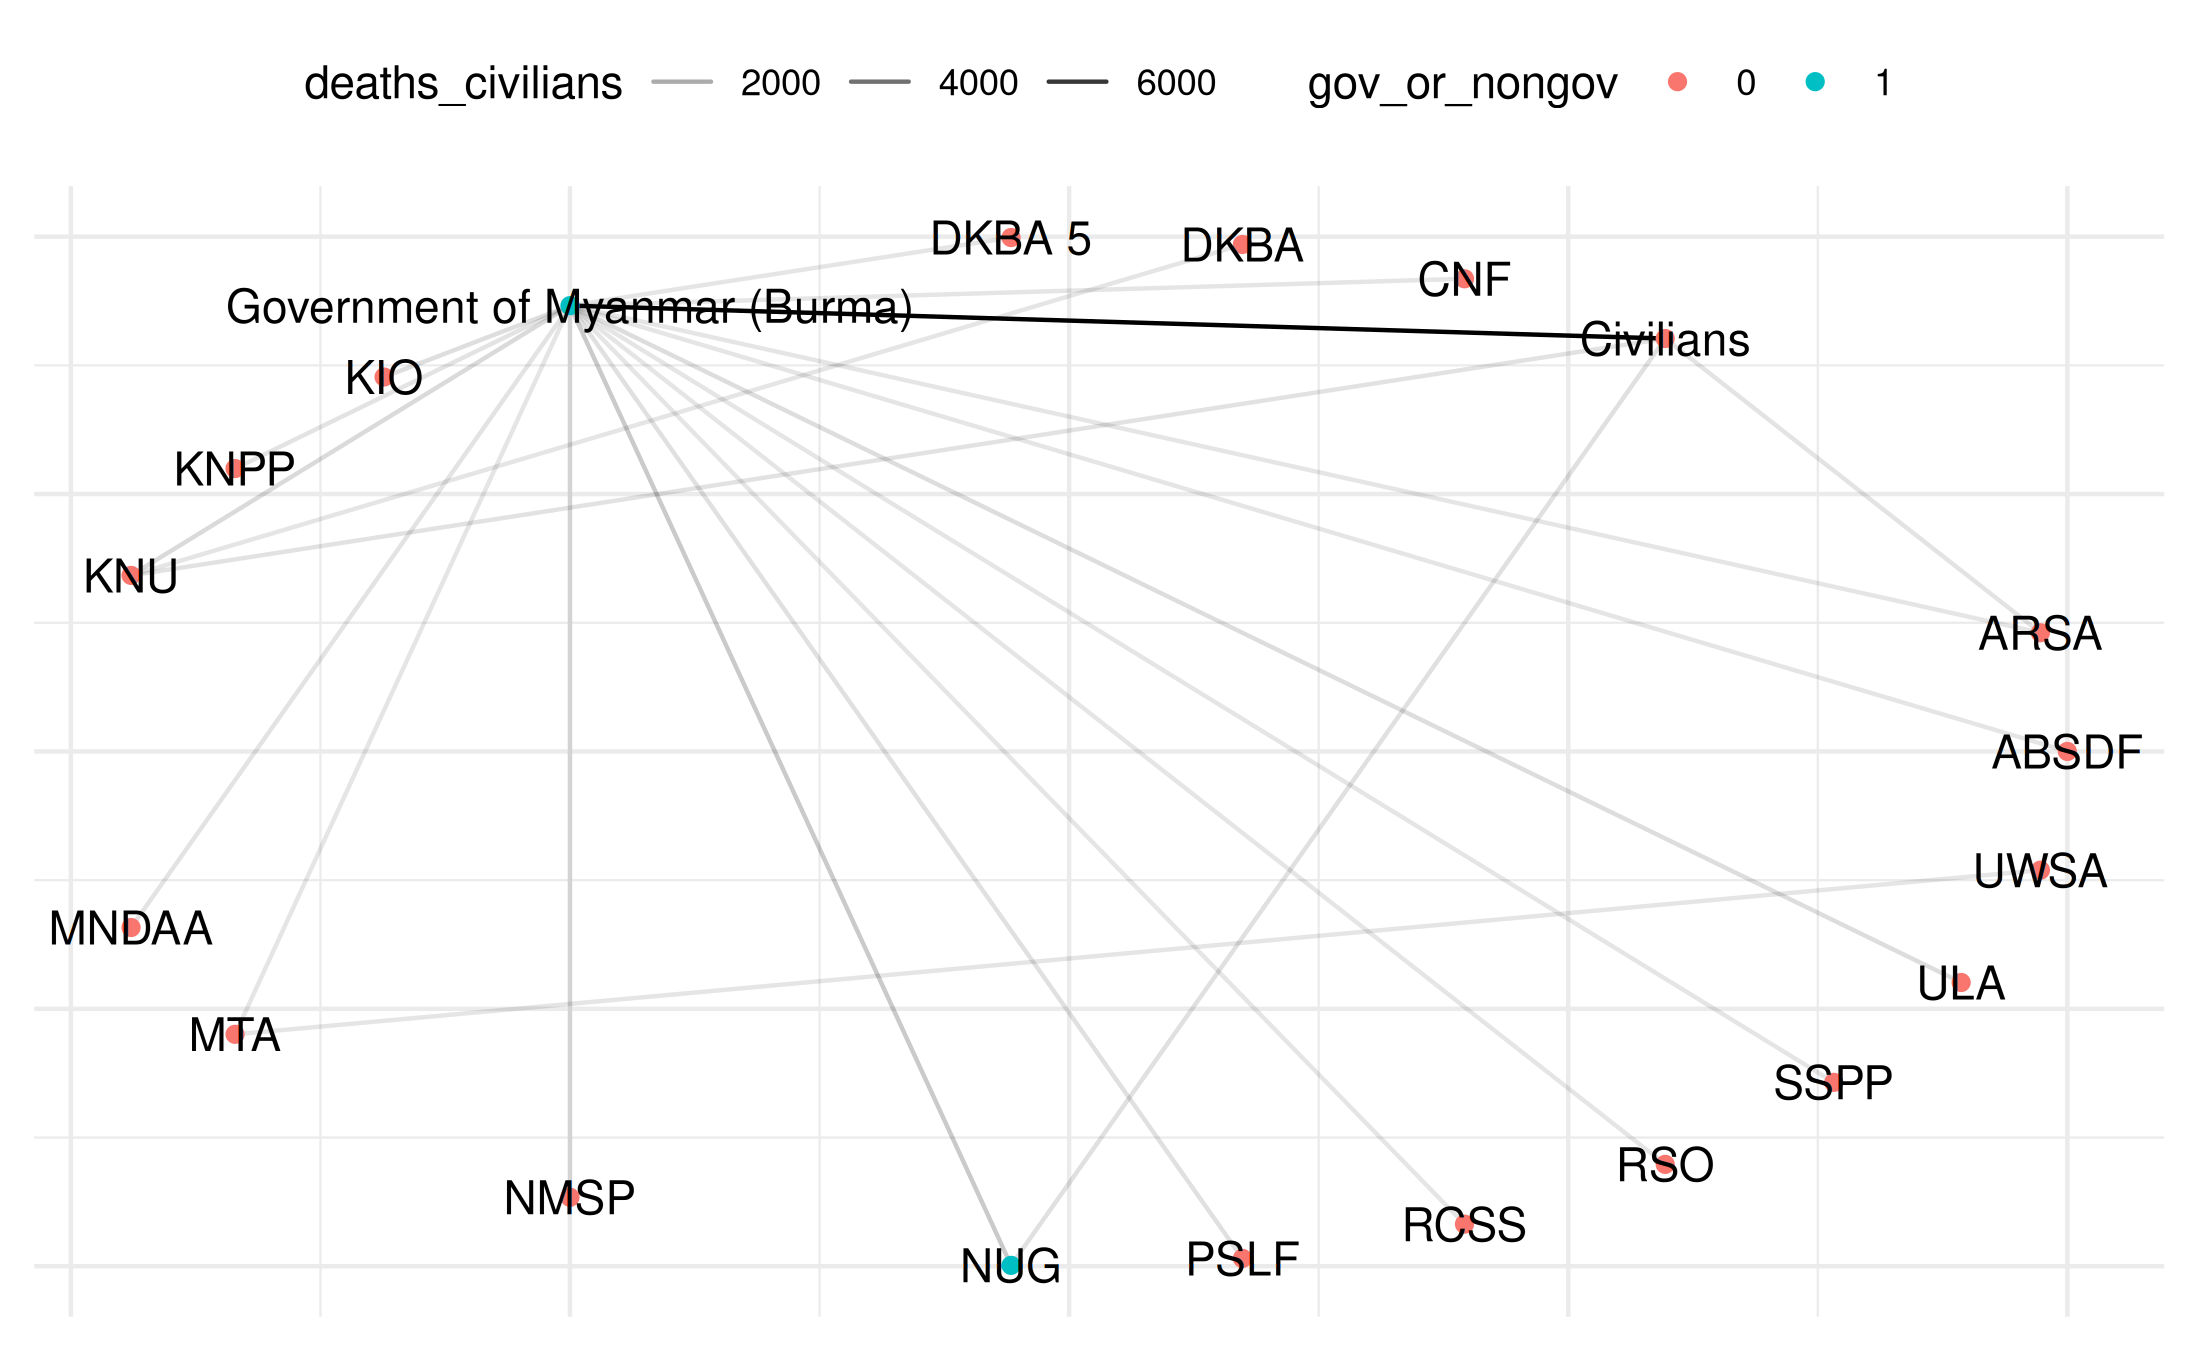 deaths_civilians 2000 4000 6000 gov_or_nongov 0 1
DKBA 5
DKBA
CNF
Government of Myanmar (Burma)
Civilians
KIO
KNPP
KNU
ARSA
ABSDF
UWSA
MNDAA
ULA
MTA
SSPP
RSO
NMSP
RCSS
PSLF
NUG